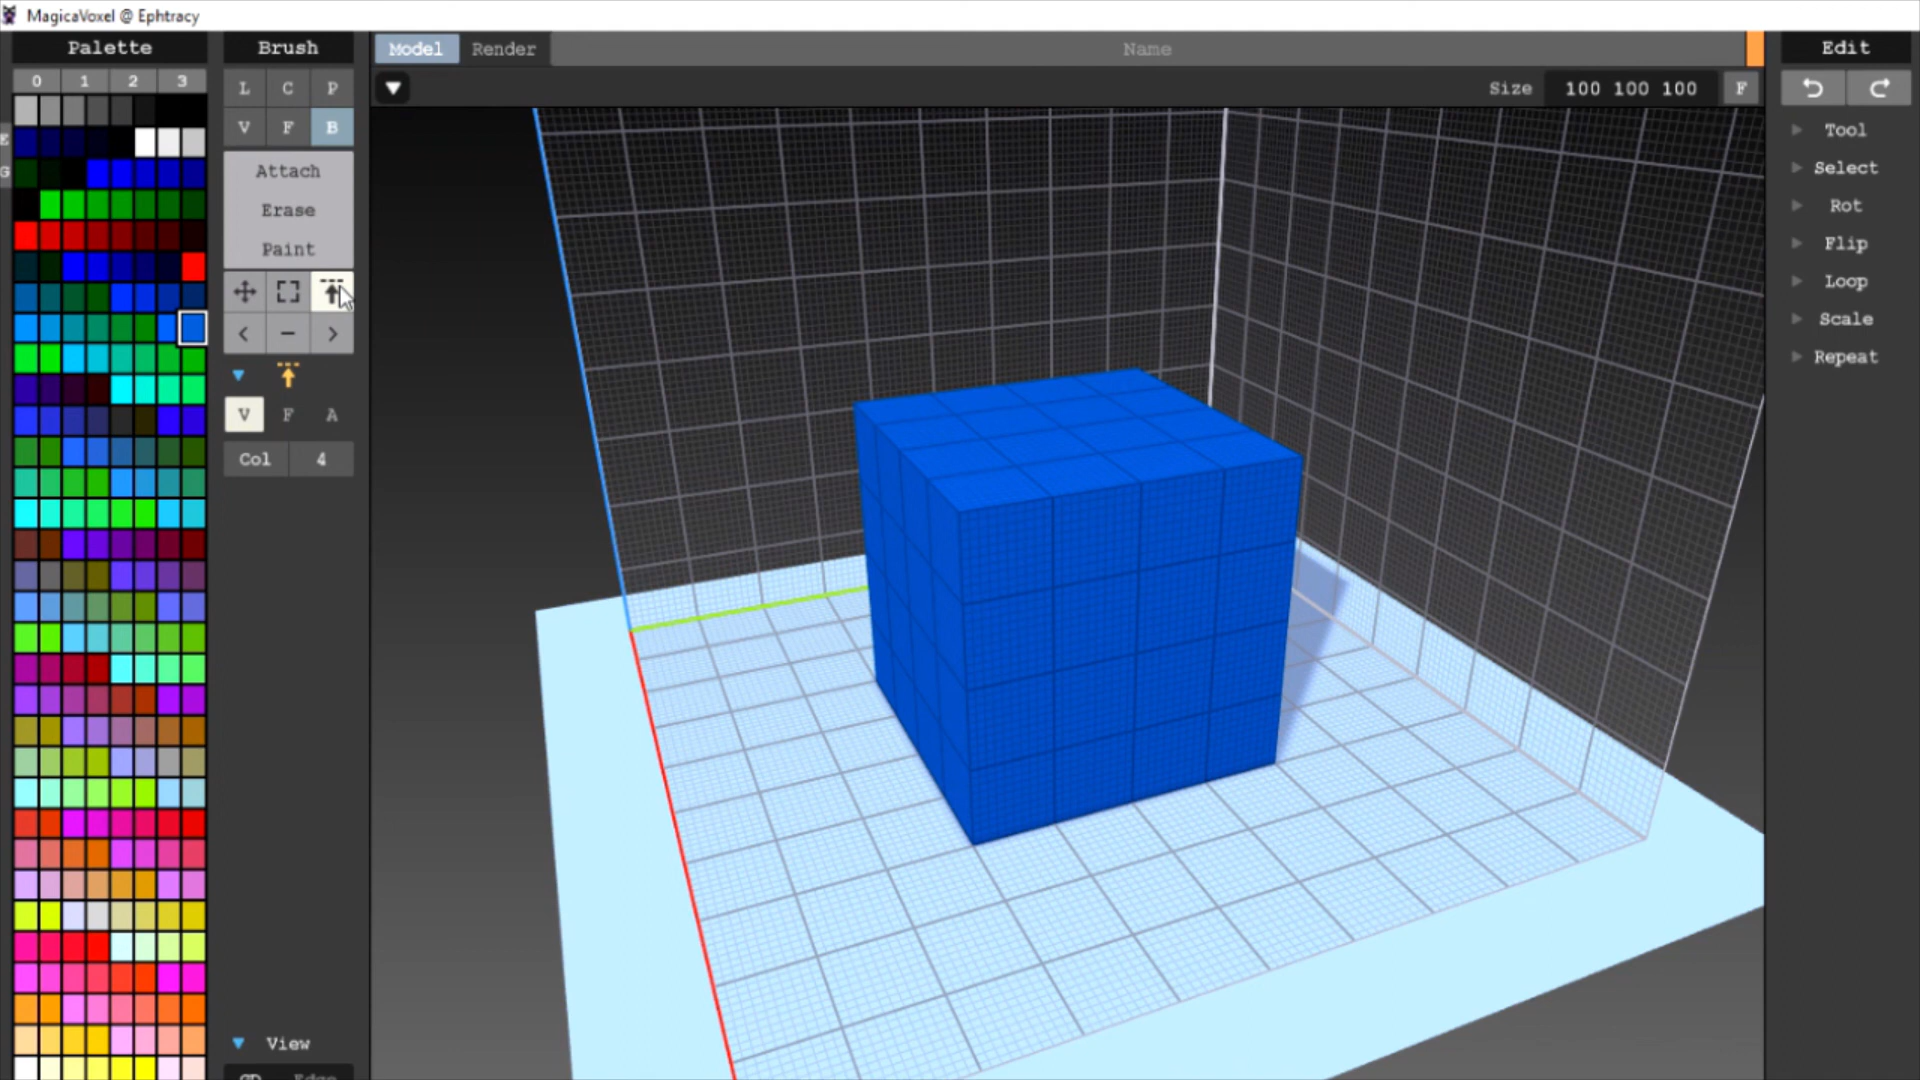 MagicaVoxel @ Ephtracy
Palette
0 1 2 3
E
G
Brush
L C P
V F B
Attach
Erase
Paint
V F A
Col 4
View
Model Render Name
Size 100 100 100 F
Edit
Tool
Select
Rot
Flip
Loop
Scale
Repeat